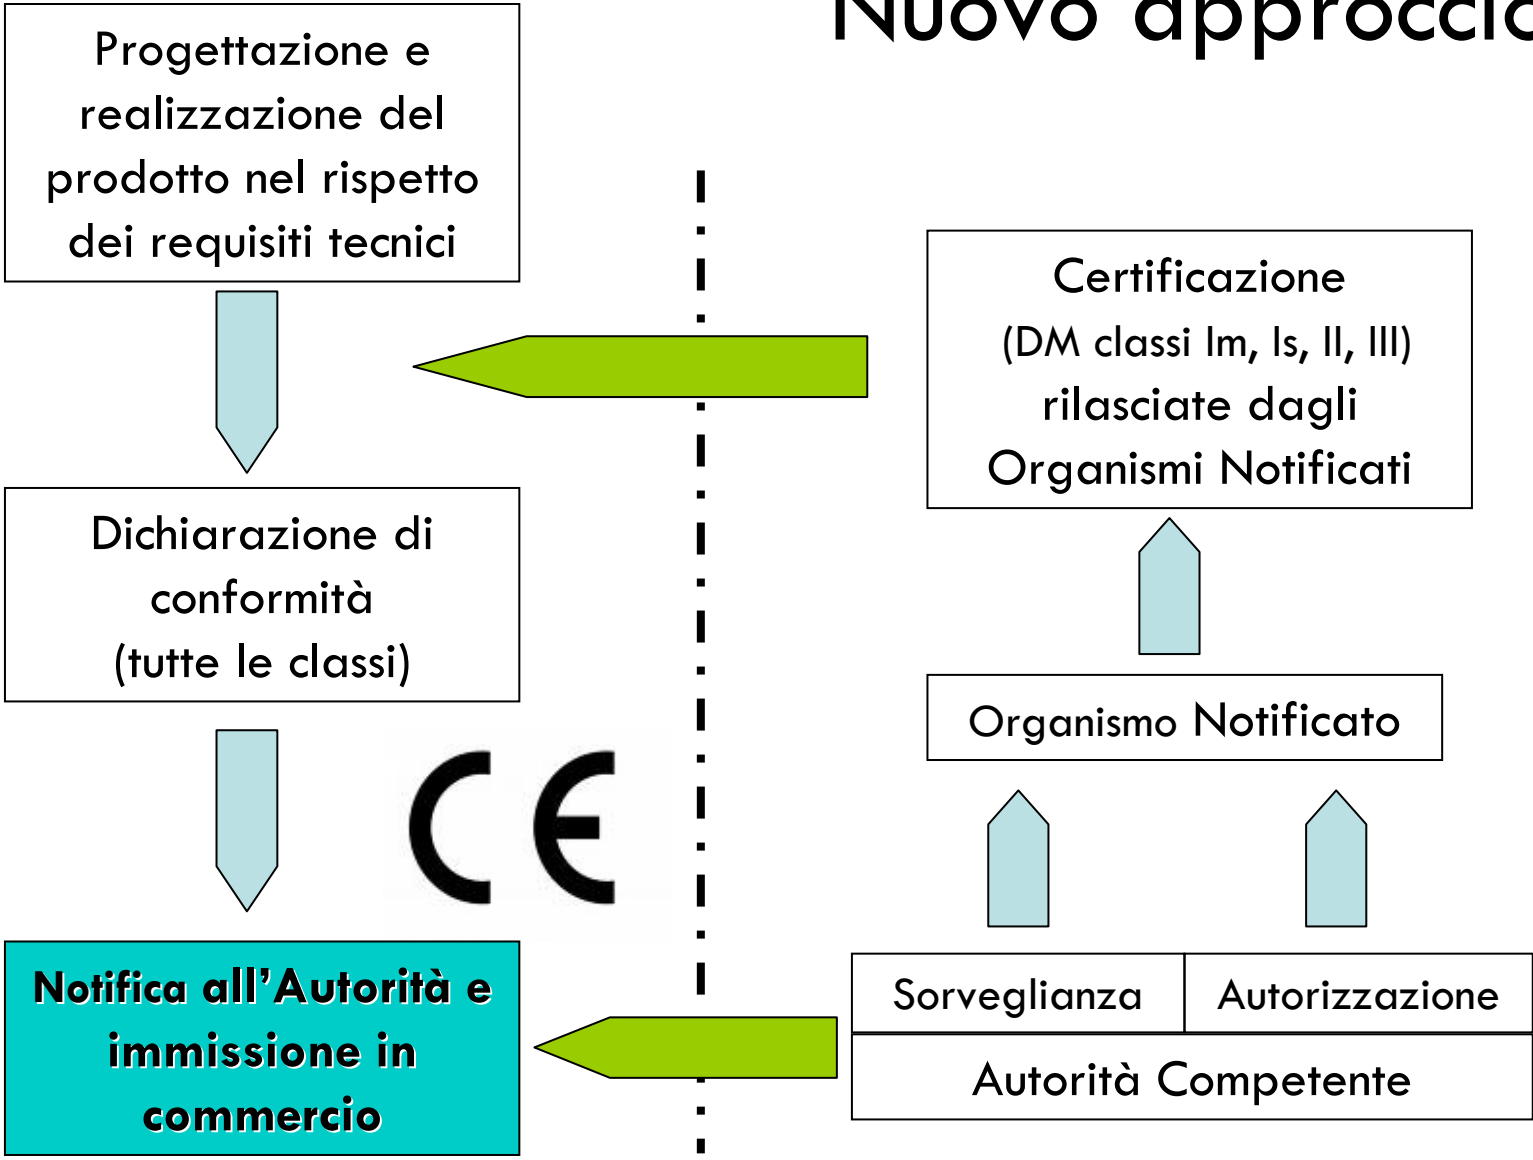 Nuovo approccio
Progettazione e
realizzazione del
prodotto nel rispetto
dei requisiti tecnici
Certificazione
(DM classi Im, Is, II, III)
rilasciate dagli
Organismi Notificati
Dichiarazione di
conformità
(tutte le classi)
Organismo Notificato
CE
Notifica all’Autorità e
immissione in
commercio
Sorveglianza
Autorizzazione
Autorità Competente